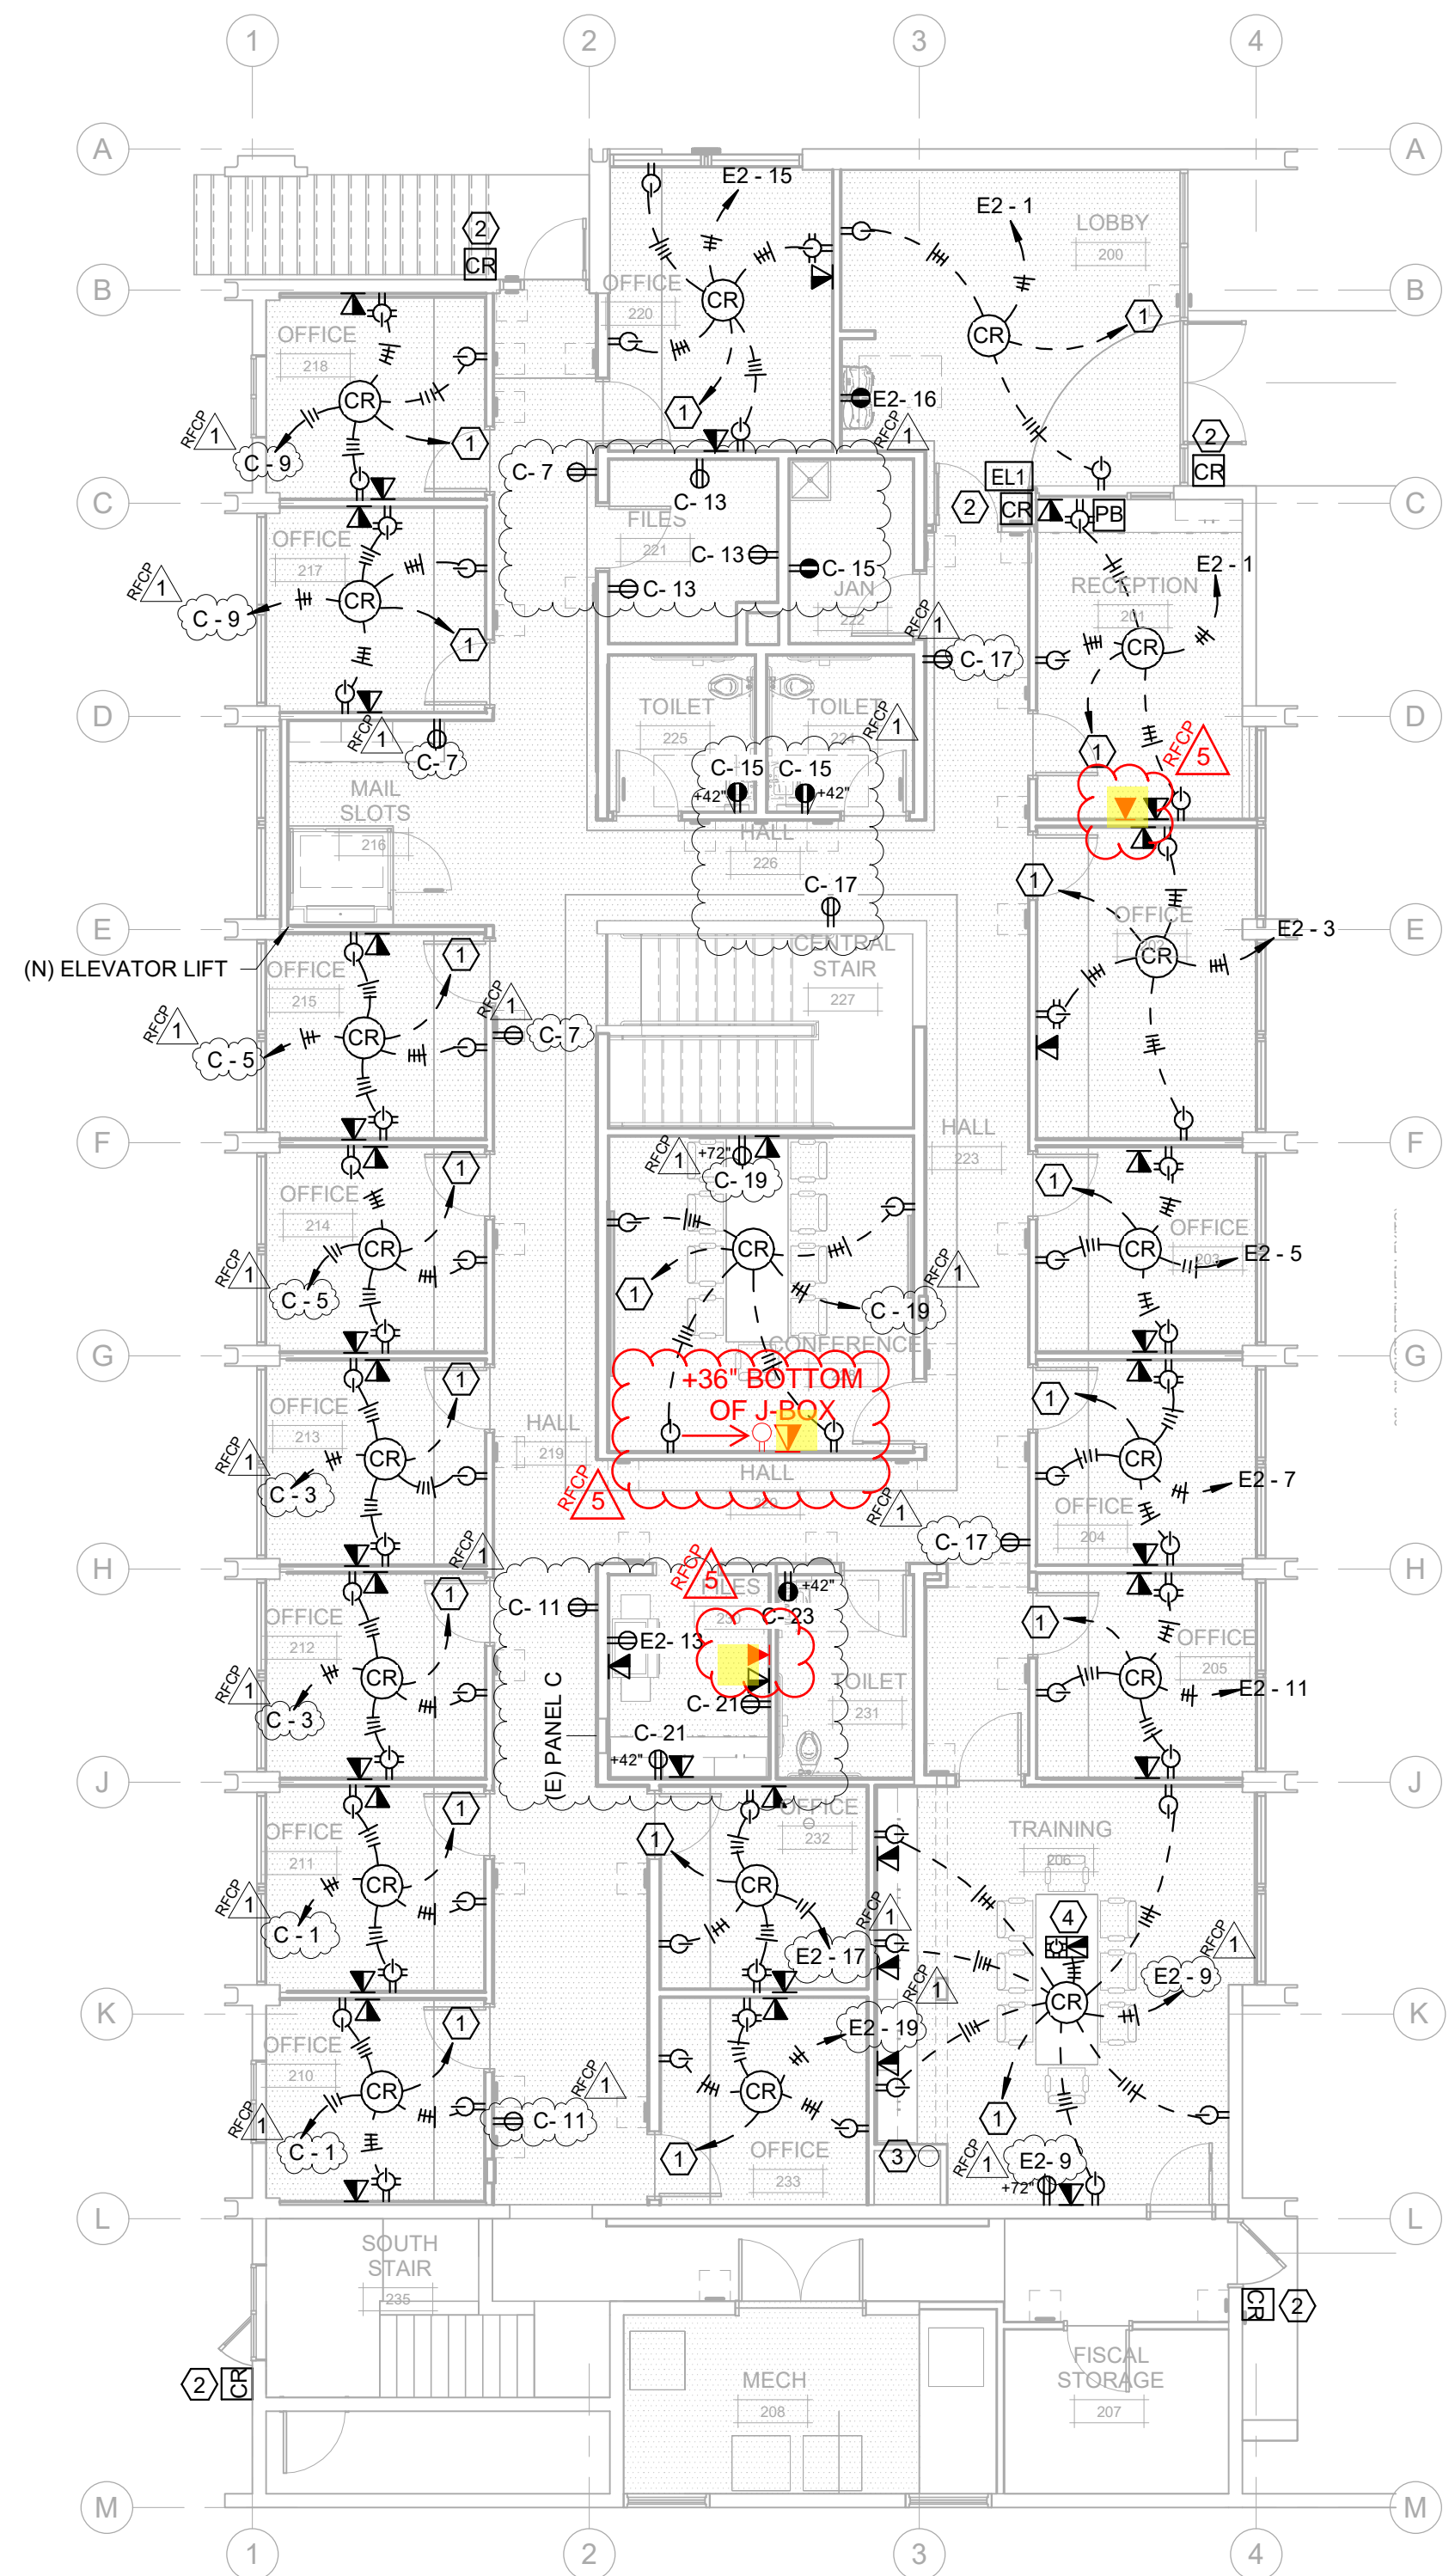 1 2 3 4
A A
E2 - 15
E2 - 1
LOBBY
200
2
CR
B B
OFFICE
220
CR
CR
1
OFFICE
218
CR
1
E2- 16
RFCP 1
C - 9
1
RFCP 1
2
CR
C- 7
C- 13
EL1
CR
2
PB
C C
FILES
221
C- 13
C- 13
C- 15
JAN
222
OFFICE
217
CR
RFCP 1
C - 9
1
E2 - 1
RECEPTION
201
CR
RFCP 1
C- 17
D D
TOILET
225
TOILET
224
RFCP 1
RFCP 1
C- 7
1
RFCP 5
MAIL
SLOTS
216
C- 15 C- 15
+42" +42"
HALL
226
C- 17
1
OFFICE
CR
E2 - 3
E E
CENTRAL
STAIR
227
(N) ELEVATOR LIFT
OFFICE
215
CR
1
RFCP 1
C - 5
RFCP 1
C- 7
F F
HALL
223
RFCP 1
+72"
C- 19
1
OFFICE
214
CR
RFCP 1
C - 5
CR
1
RFCP 1
C - 19
1
OFFICE
203
CR
E2 - 5
CONFERENCE
G G
+36" BOTTOM
OF J-BOX
1
OFFICE
213
CR
RFCP 1
C - 3
HALL
219
RFCP 5
HALL
RFCP 1
C- 17
1
CR
E2 - 7
OFFICE
204
H H
RFCP 1
RFCP 5
FILES
C- 11
E2- 13
+42"
C- 23
C- 21
C- 21
+42"
(E) PANEL C
TOILET
231
1
OFFICE
212
CR
RFCP 1
C - 3
1
CR
OFFICE
205
E2 - 11
J J
1
OFFICE
211
CR
RFCP 1
C - 1
OFFICE
232
1
CR
E2 - 17
RFCP 1
TRAINING
206
4
CR
RFCP 1
E2 - 9
RFCP 1
K K
1
OFFICE
210
CR
RFCP 1
C - 1
RFCP 1
C- 11
E2 - 19
CR
1
OFFICE
233
3
1
RFCP 1
E2- 9
+72"
L L
SOUTH
STAIR
235
CR
2
2
CR
MECH
208
FISCAL
STORAGE
207
M M
1 2 3 4